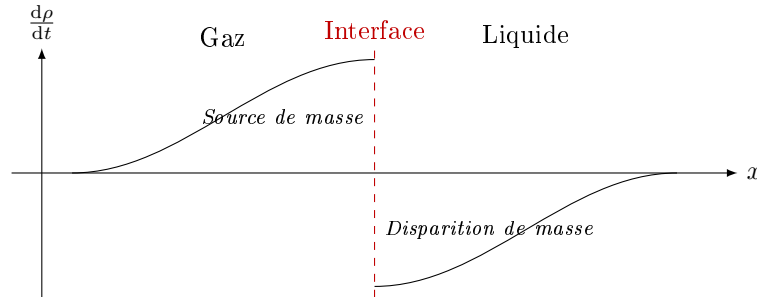 dρ/dt
Gaz
Interface
Liquide
Source de masse
x
Disparition de masse